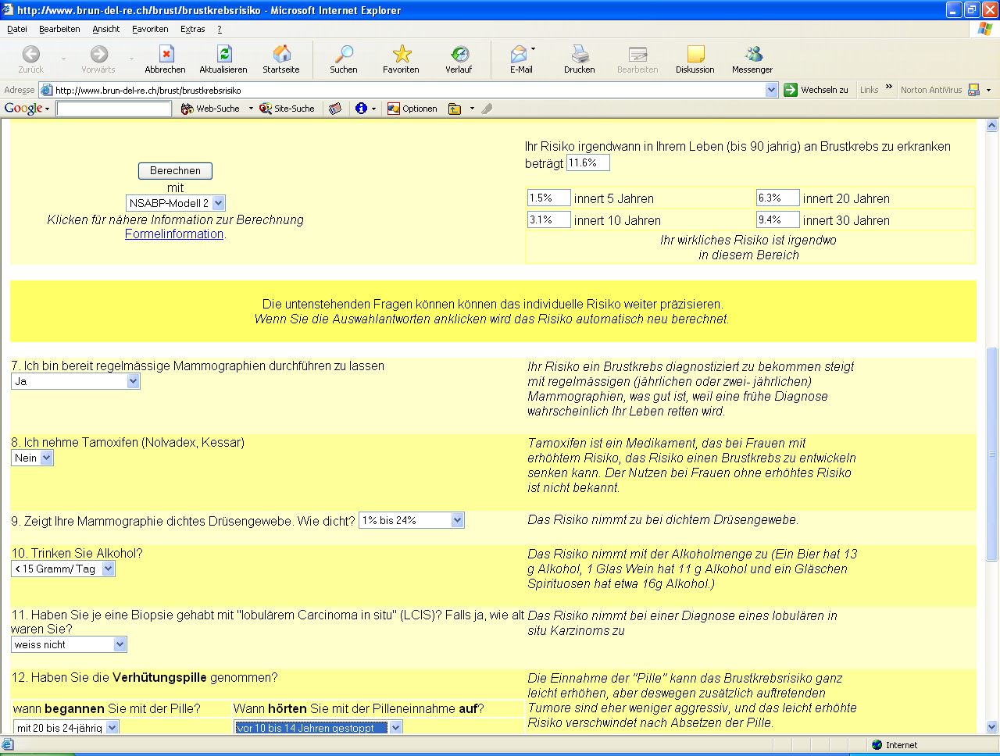 http://www.brun-del-re.ch/brust/brustkrebsrisiko - Microsoft Internet Explorer
Datei Bearbeiten Ansicht Favoriten Extras ?
Zurück Vorwärts Abbrechen Aktualisieren Startseite Suchen Favoriten Verlauf E-Mail Drucken Bearbeiten Diskussion Messenger
Adresse http://www.brun-del-re.ch/brust/brustkrebsrisiko Wechseln zu Links » Norton AntiVirus
Google Web-Suche Site-Suche Optionen
Ihr Risiko irgendwann in Ihrem Leben (bis 90 jahrig) an Brustkrebs zu erkranken
beträgt 11.6%
Berechnen
mit
NSABP-Modell 2
Klicken für nähere Information zur Berechnung
Formelinformation.
1.5% innert 5 Jahren 6.3% innert 20 Jahren
3.1% innert 10 Jahren 9.4% innert 30 Jahren
Ihr wirkliches Risiko ist irgendwo
in diesem Bereich
Die untenstehenden Fragen können können das individuelle Risiko weiter präzisieren.
Wenn Sie die Auswahlantworten anklicken wird das Risiko automatisch neu berechnet.
7. Ich bin bereit regelmässige Mammographien durchführen zu lassen
Ja
Ihr Risiko ein Brustkrebs diagnostiziert zu bekommen steigt
mit regelmässigen (jährlichen oder zwei- jährlichen)
Mammographien, was gut ist, weil eine frühe Diagnose
wahrscheinlich Ihr Leben retten wird.
8. Ich nehme Tamoxifen (Nolvadex, Kessar)
Nein
Tamoxifen ist ein Medikament, das bei Frauen mit
erhöhtem Risiko, das Risiko einen Brustkrebs zu entwickeln
senken kann. Der Nutzen bei Frauen ohne erhöhtes Risiko
ist nicht bekannt.
9. Zeigt Ihre Mammographie dichtes Drüsengewebe. Wie dicht? 1% bis 24%
Das Risiko nimmt zu bei dichtem Drüsengewebe.
10. Trinken Sie Alkohol?
< 15 Gramm/ Tag
Das Risiko nimmt mit der Alkoholmenge zu (Ein Bier hat 13
g Alkohol, 1 Glas Wein hat 11 g Alkohol und ein Gläschen
Spirituosen hat etwa 16g Alkohol.)
11. Haben Sie je eine Biopsie gehabt mit "lobulärem Carcinoma in situ" (LCIS)? Falls ja, wie alt
waren Sie?
weiss nicht
Das Risiko nimmt bei einer Diagnose eines lobulären in
situ Karzinoms zu
12. Haben Sie die Verhütungspille genommen?
wann begannen Sie mit der Pille? Wann hörten Sie mit der Pilleneinnahme auf?
mit 20 bis 24-jährig vor 10 bis 14 Jahren gestoppt
Die Einnahme der "Pille" kann das Brustkrebsrisiko ganz
leicht erhöhen, aber deswegen zusätzlich auftretenden
Tumore sind eher weniger aggressiv, und das leicht erhöhte
Risiko verschwindet nach Absetzen der Pille.
Internet